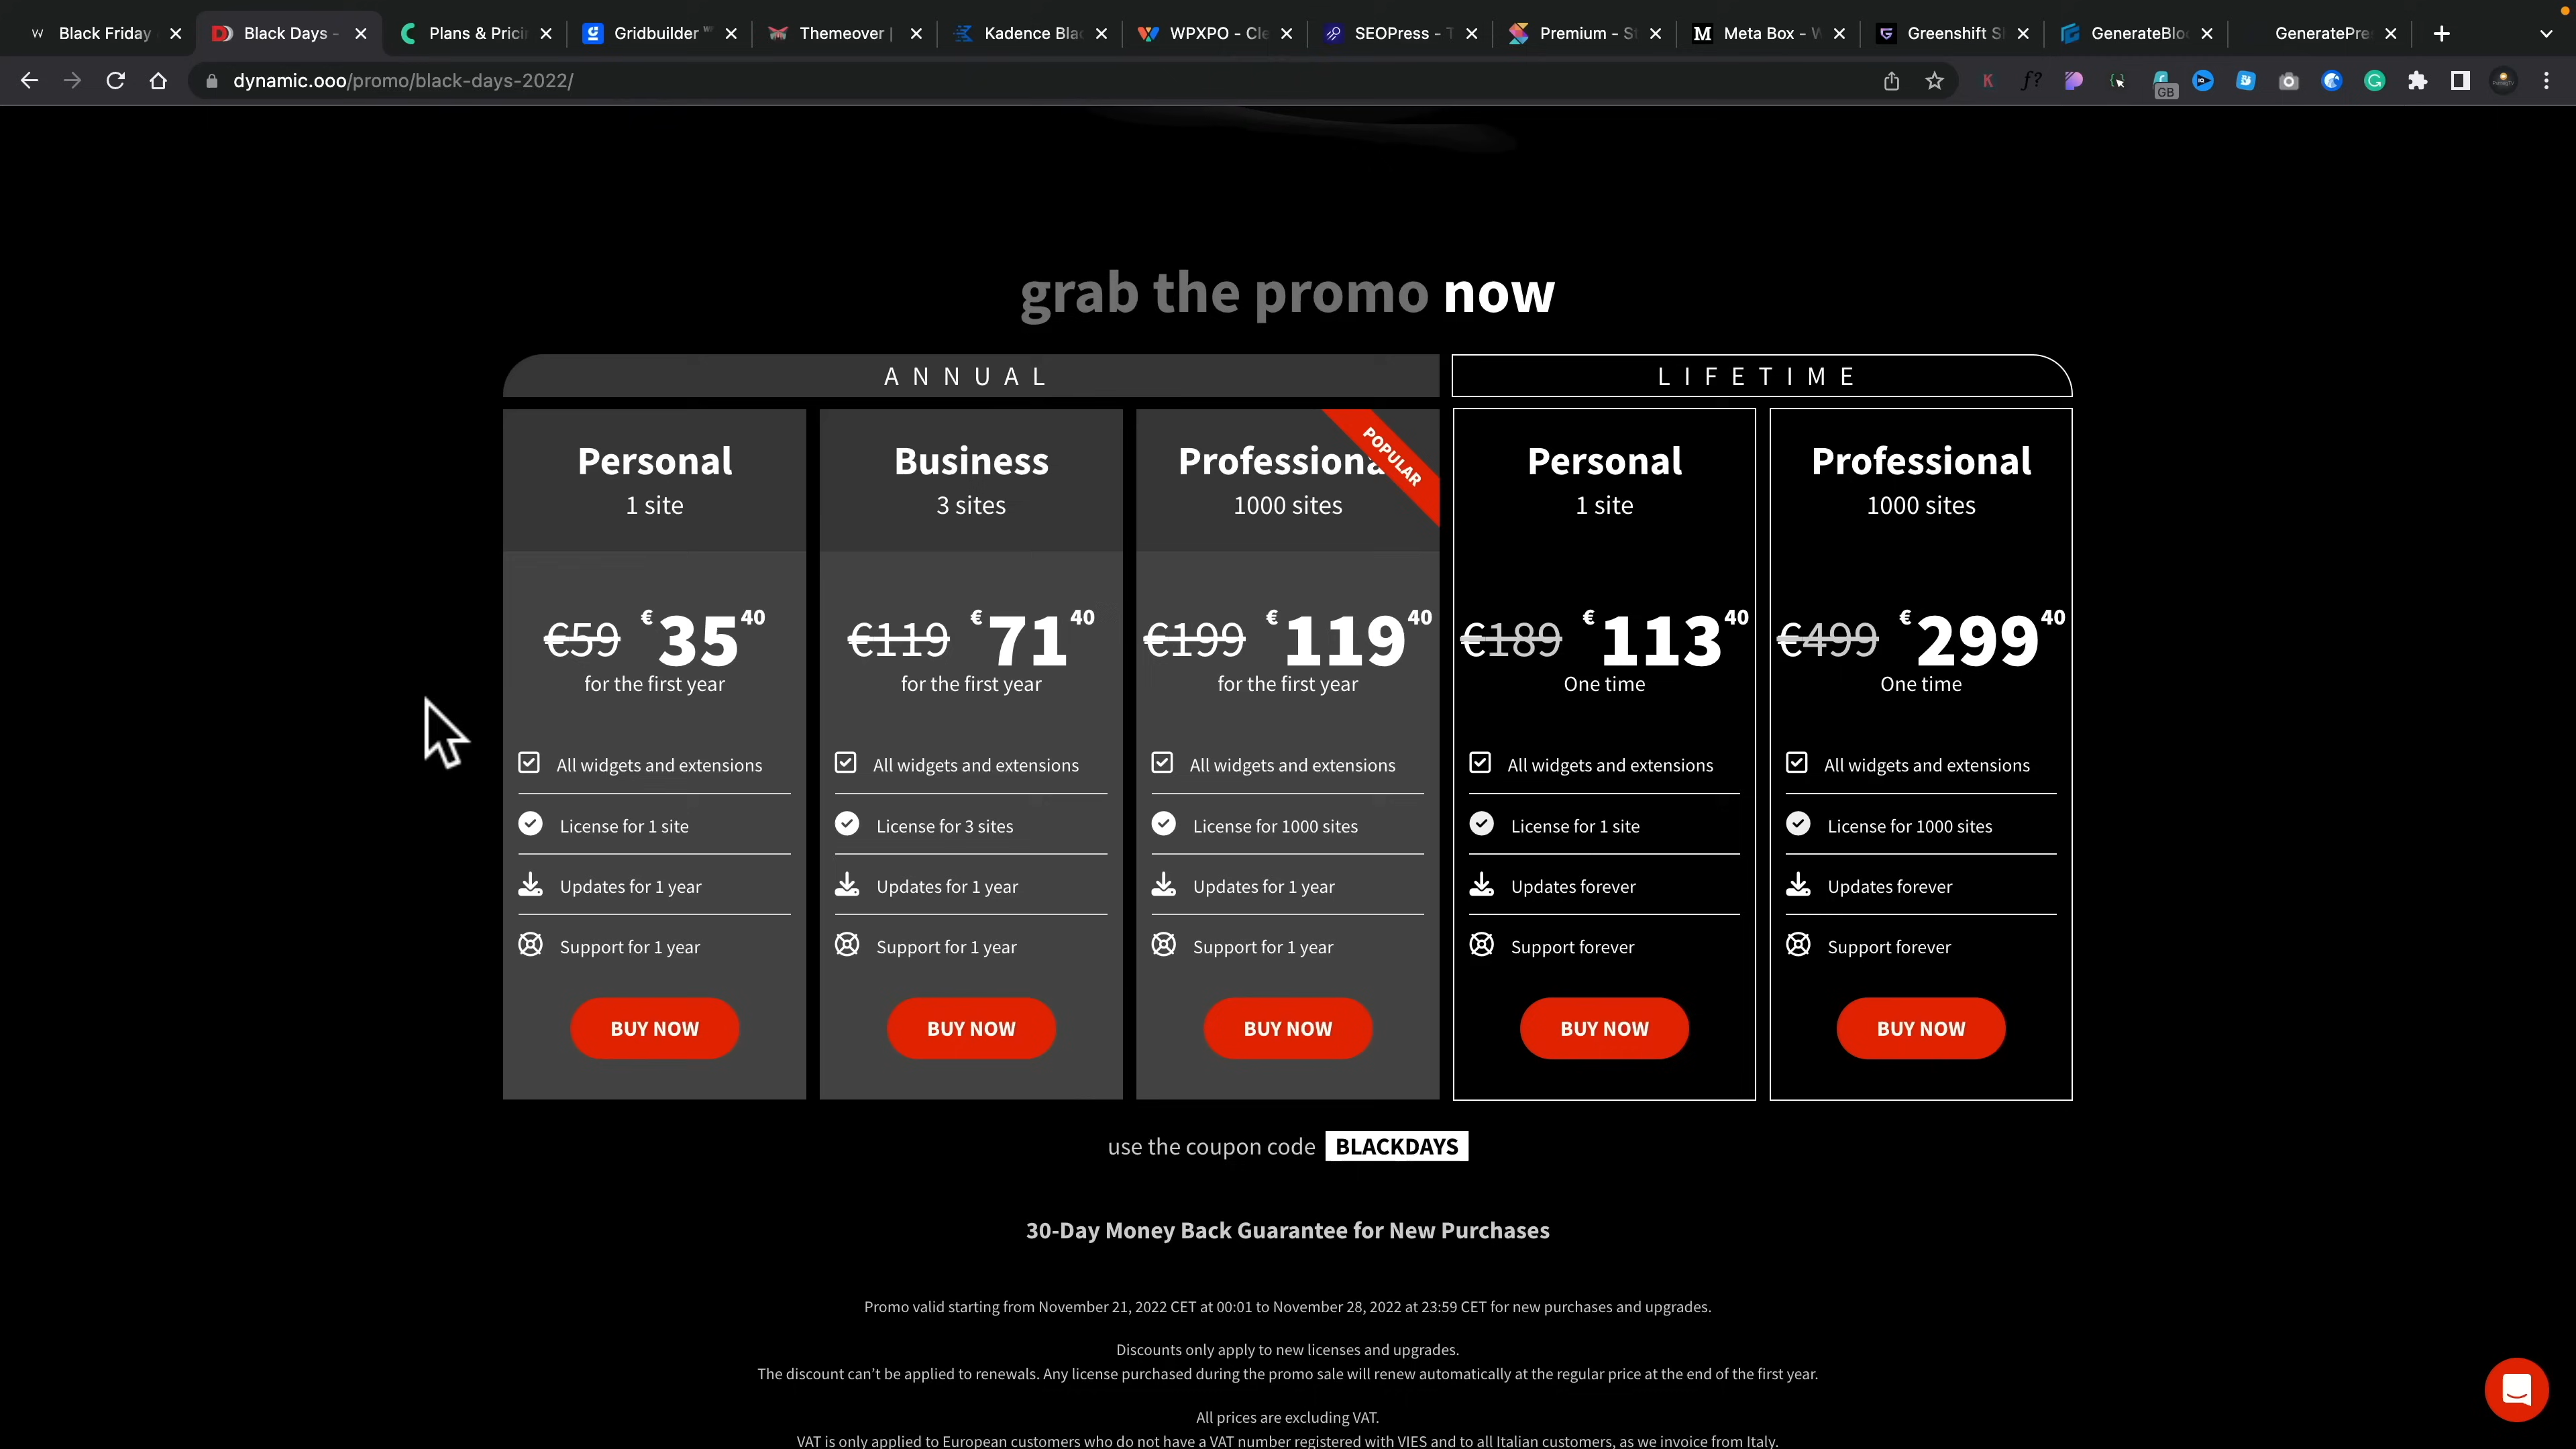 W Black Friday
Black Days -
Plans & Prici
Gridbuilder
Themeover |
Kadence Bla
WPXPO - Cle
SEOPress - T
Premium - S
M Meta Box - W
Greenshift S
GenerateBlo
GeneratePre
dynamic.ooo/promo/black-days-2022/
K
f?
GB
grab the promo now
ANNUAL
LIFETIME
Personal
1 site
€59 €35 40
for the first year
All widgets and extensions
License for 1 site
Updates for 1 year
Support for 1 year
BUY NOW
Business
3 sites
€119 €71 40
for the first year
All widgets and extensions
License for 3 sites
Updates for 1 year
Support for 1 year
BUY NOW
Professiona
POPULAR
1000 sites
€199 €119 40
for the first year
All widgets and extensions
License for 1000 sites
Updates for 1 year
Support for 1 year
BUY NOW
Personal
1 site
€189 €113 40
One time
All widgets and extensions
License for 1 site
Updates forever
Support forever
BUY NOW
Professional
1000 sites
€499 €299 40
One time
All widgets and extensions
License for 1000 sites
Updates forever
Support forever
BUY NOW
use the coupon code BLACKDAYS
30-Day Money Back Guarantee for New Purchases
Promo valid starting from November 21, 2022 CET at 00:01 to November 28, 2022 at 23:59 CET for new purchases and upgrades.
Discounts only apply to new licenses and upgrades.
The discount can't be applied to renewals. Any license purchased during the promo sale will renew automatically at the regular price at the end of the first year.
All prices are excluding VAT.
VAT is only applied to European customers who do not have a VAT number registered with VIES and to all Italian customers, as we invoice from Italy.